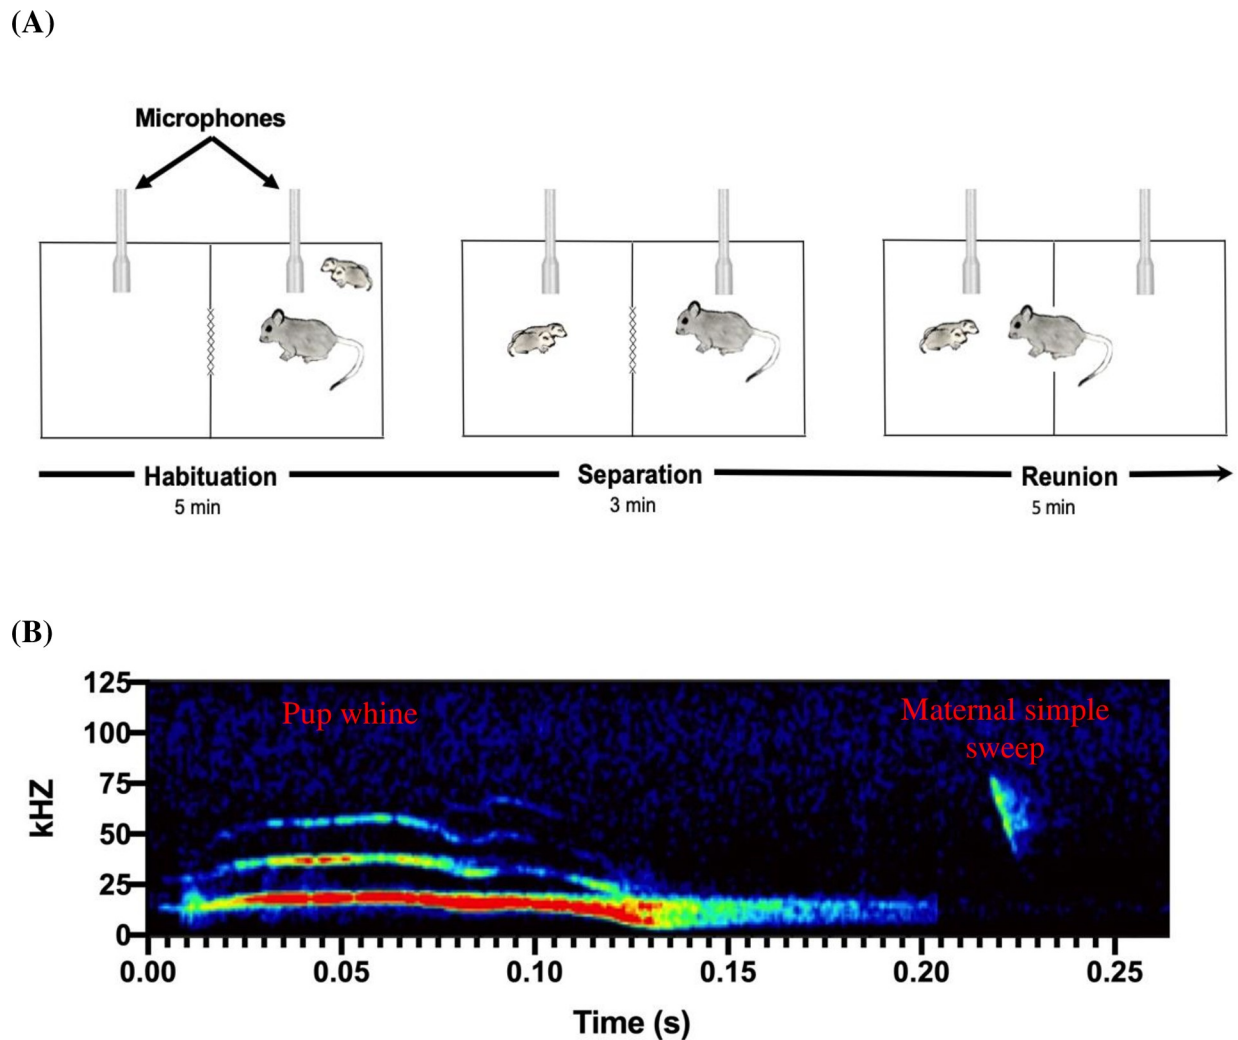 (A)
Microphones
Habituation
5 min
Separation
3 min
Reunion
5 min
(B)
125
100
75
50
25
0
kHZ
Pup whine
Maternal simple
sweep
0.00 0.05 0.10 0.15 0.20 0.25
Time (s)